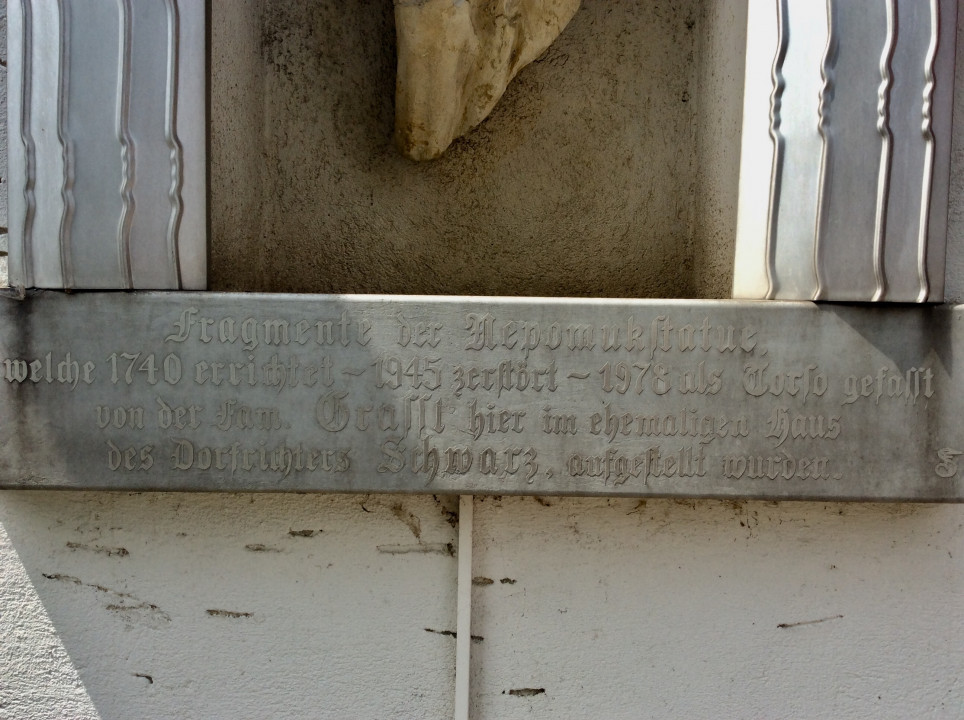 Fragmente der Nepomukstatue,
welche 1740 errichtet - 1945 zerstört - 1978 als Torso gefasst
von der Fam. Grassl hier im ehemaligen Haus
des Dorfrichters Schwarz, aufgestellt wurden.